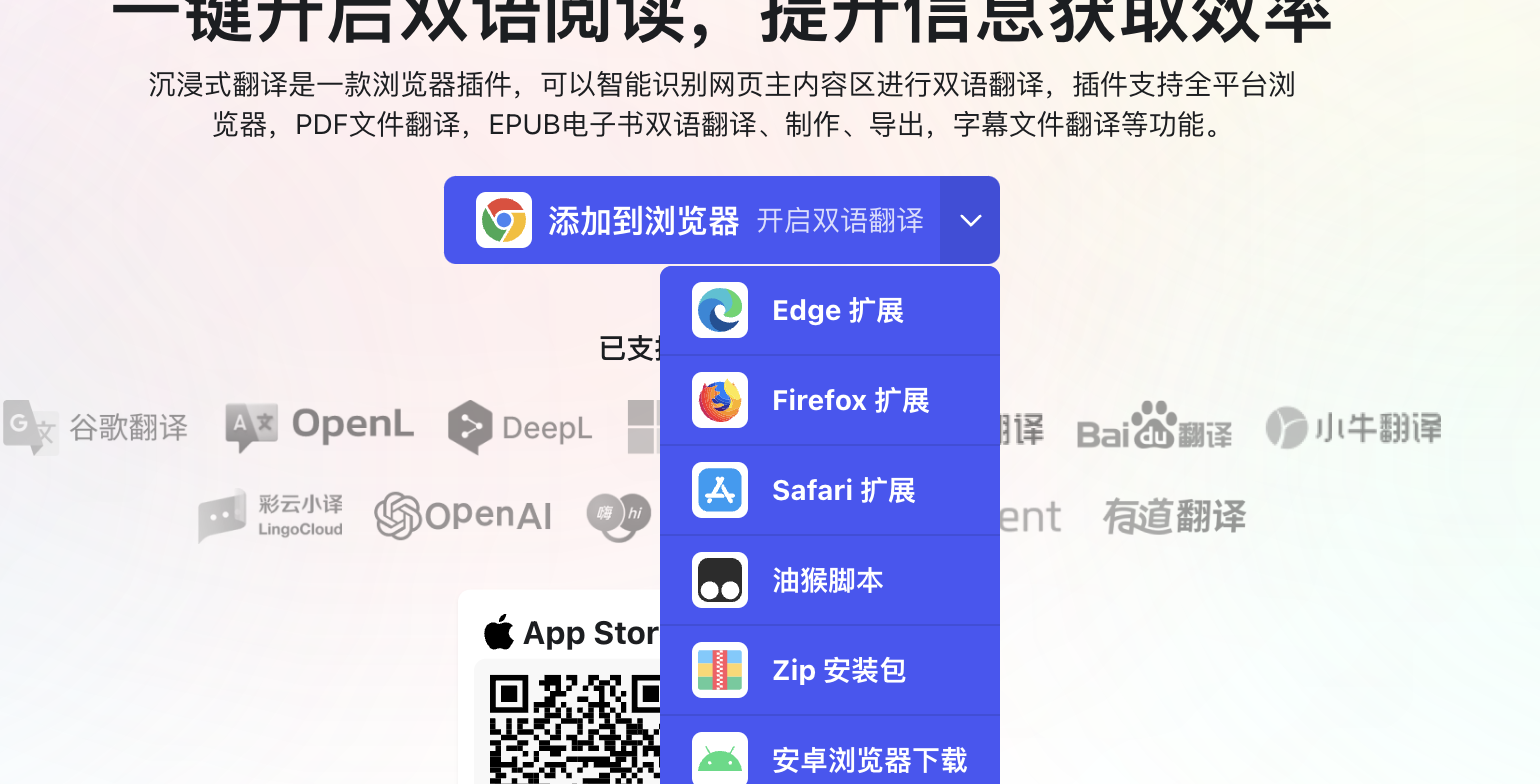 一键开启双语阅读，提升信息获取效率
沉浸式翻译是一款浏览器插件，可以智能识别网页主内容区进行双语翻译，插件支持全平台浏
览器，PDF文件翻译，EPUB电子书双语翻译、制作、导出，字幕文件翻译等功能。
添加到浏览器 开启双语翻译
Edge 扩展
已支
Firefox 扩展
谷歌翻译 OpenL DeepL 译 Bai du 翻译 小牛翻译
Safari 扩展
彩云小译
LingoCloud
OpenAI 嗨 hi ent 有道翻译
油猴脚本
App Stor
Zip 安装包
安卓浏览器下载